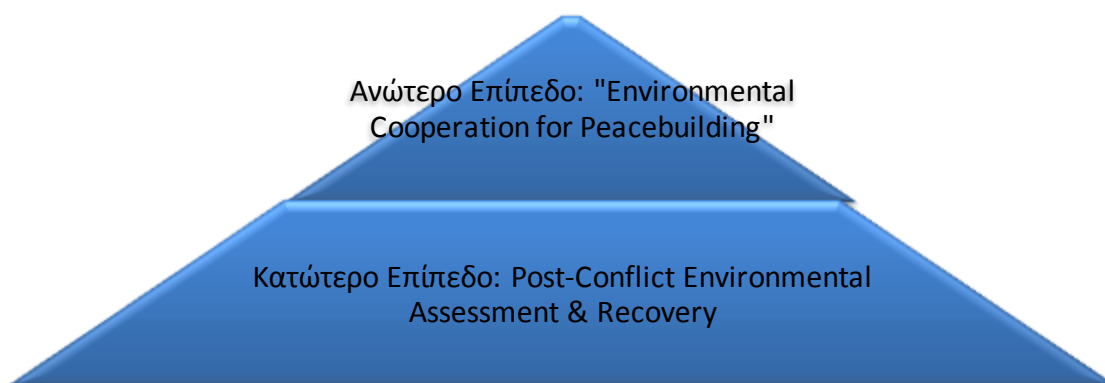 Ανώτερο Επίπεδο: "Environmental
Cooperation for Peacebuilding"
Κατώτερο Επίπεδο: Post-Conflict Environmental
Assessment & Recovery